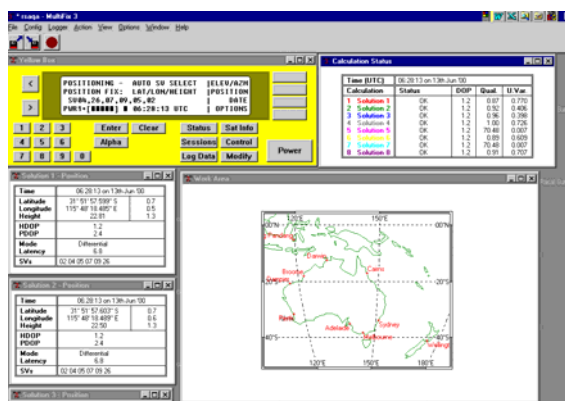 * rsaqa - MultiFix 3
File Config Logger Action View Options Window Help
Yellow Box
POSITIONING - AUTO SV SELECT |ELEV/AZM
POSITION FIX: LAT/LON/HEIGHT |POSITION
SV@04,26,07,09,05,02 | DATE
06:28:13 UTC | OPTIONS
< >
1 2 3 Enter Clear Status Sat Info
4 5 6 Alpha Sessions Control
7 8 9 0 Log Data Modify Power
Calculation Status
Time (UTC) 06:28:13 on 13th Jun '00
Calculation Status DOP Qual. U.Var.
1 Solution 1 OK 1.2 0.87 0.770
2 Solution 2 OK 1.2 0.92 0.406
3 Solution 3 OK 1.2 0.96 0.398
4 Solution 4 OK 1.2 1.00 0.726
5 Solution 5 OK 1.2 70.48 0.007
6 Solution 6 OK 1.2 0.89 0.609
7 Solution 7 OK 1.2 70.48 0.007
8 Solution 8 OK 1.2 0.91 0.707
Solution 1 - Position
Time 06:28:13 on 13th Jun '00
Latitude 31° 51' 57.599" S 0.7
Longitude 115° 48' 18.485" E 0.5
Height 22.81 1.3
HDOP 1.2
PDOP 2.4
Mode Differential
Latency 6.8
SVs 02 04 05 07 09 26
Solution 2 - Position
Time 06:28:13 on 13th Jun '00
Latitude 31° 51' 57.603" S 0.7
Longitude 115° 48' 18.489" E 0.6
Height 22.50 1.3
HDOP 1.2
PDOP 2.4
Mode Differential
Latency 6.8
SVs 02 04 05 07 09 26
Solution 3 : Position
Work Area
120°E 150°E
Darwin
Cairns
20°S 20°S
Adelaide Sydney
Melbourne
40°S 40°S
120°E 150°E 180°E